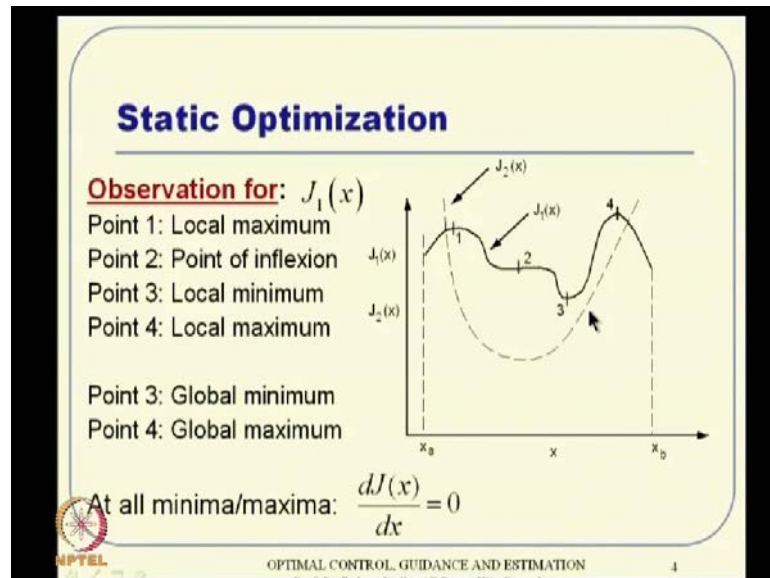 Static Optimization
Observation for: J₁(x)
Point 1: Local maximum
Point 2: Point of inflexion
Point 3: Local minimum
Point 4: Local maximum
Point 3: Global minimum
Point 4: Global maximum
At all minima/maxima: dJ(x)/dx = 0
J₂(x)
J₁(x)
4
1
2
3
J₁(x)
J₂(x)
xₐ
x
x_b
NPTEL
OPTIMAL CONTROL, GUIDANCE AND ESTIMATION
4